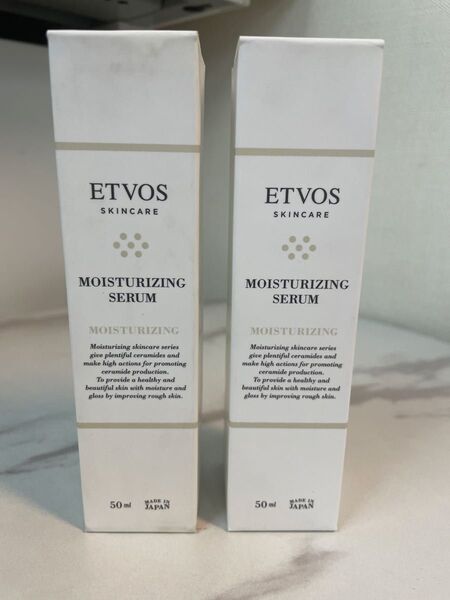 ETVOS
SKINCARE
MOISTURIZING
SERUM
MOISTURIZING
Moisturizing skincare series
give plentiful ceramides and
make high actions for promoting
ceramide production.
To provide a healthy and
beautiful skin with moisture and
gloss by improving rough skin.
50 ml
MADE IN
JAPAN
ETVOS
SKINCARE
MOISTURIZING
SERUM
MOISTURIZING
Moisturizing skincare series
give plentiful ceramides and
make high actions for promoting
ceramide production.
To provide a healthy and
beautiful skin with moisture and
gloss by improving rough skin.
50 ml
MADE IN
JAPAN